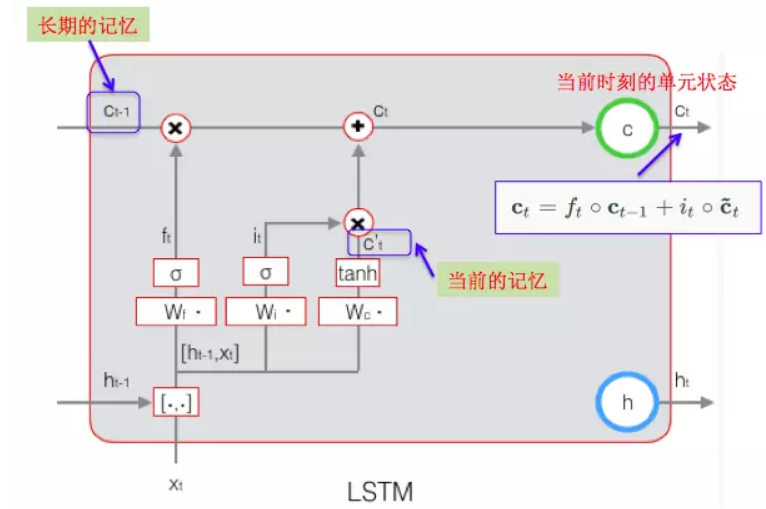 长期的记忆
当前时刻的单元状态
Ct-1
Ct
c
Ct
ct = ft ∘ ct−1 + it ∘ c̃t
ft
it
C't
当前的记忆
σ
σ
tanh
Wf ·
Wi ·
Wc ·
[ht-1,xt]
ht-1
[.,.]
h
ht
xt
LSTM